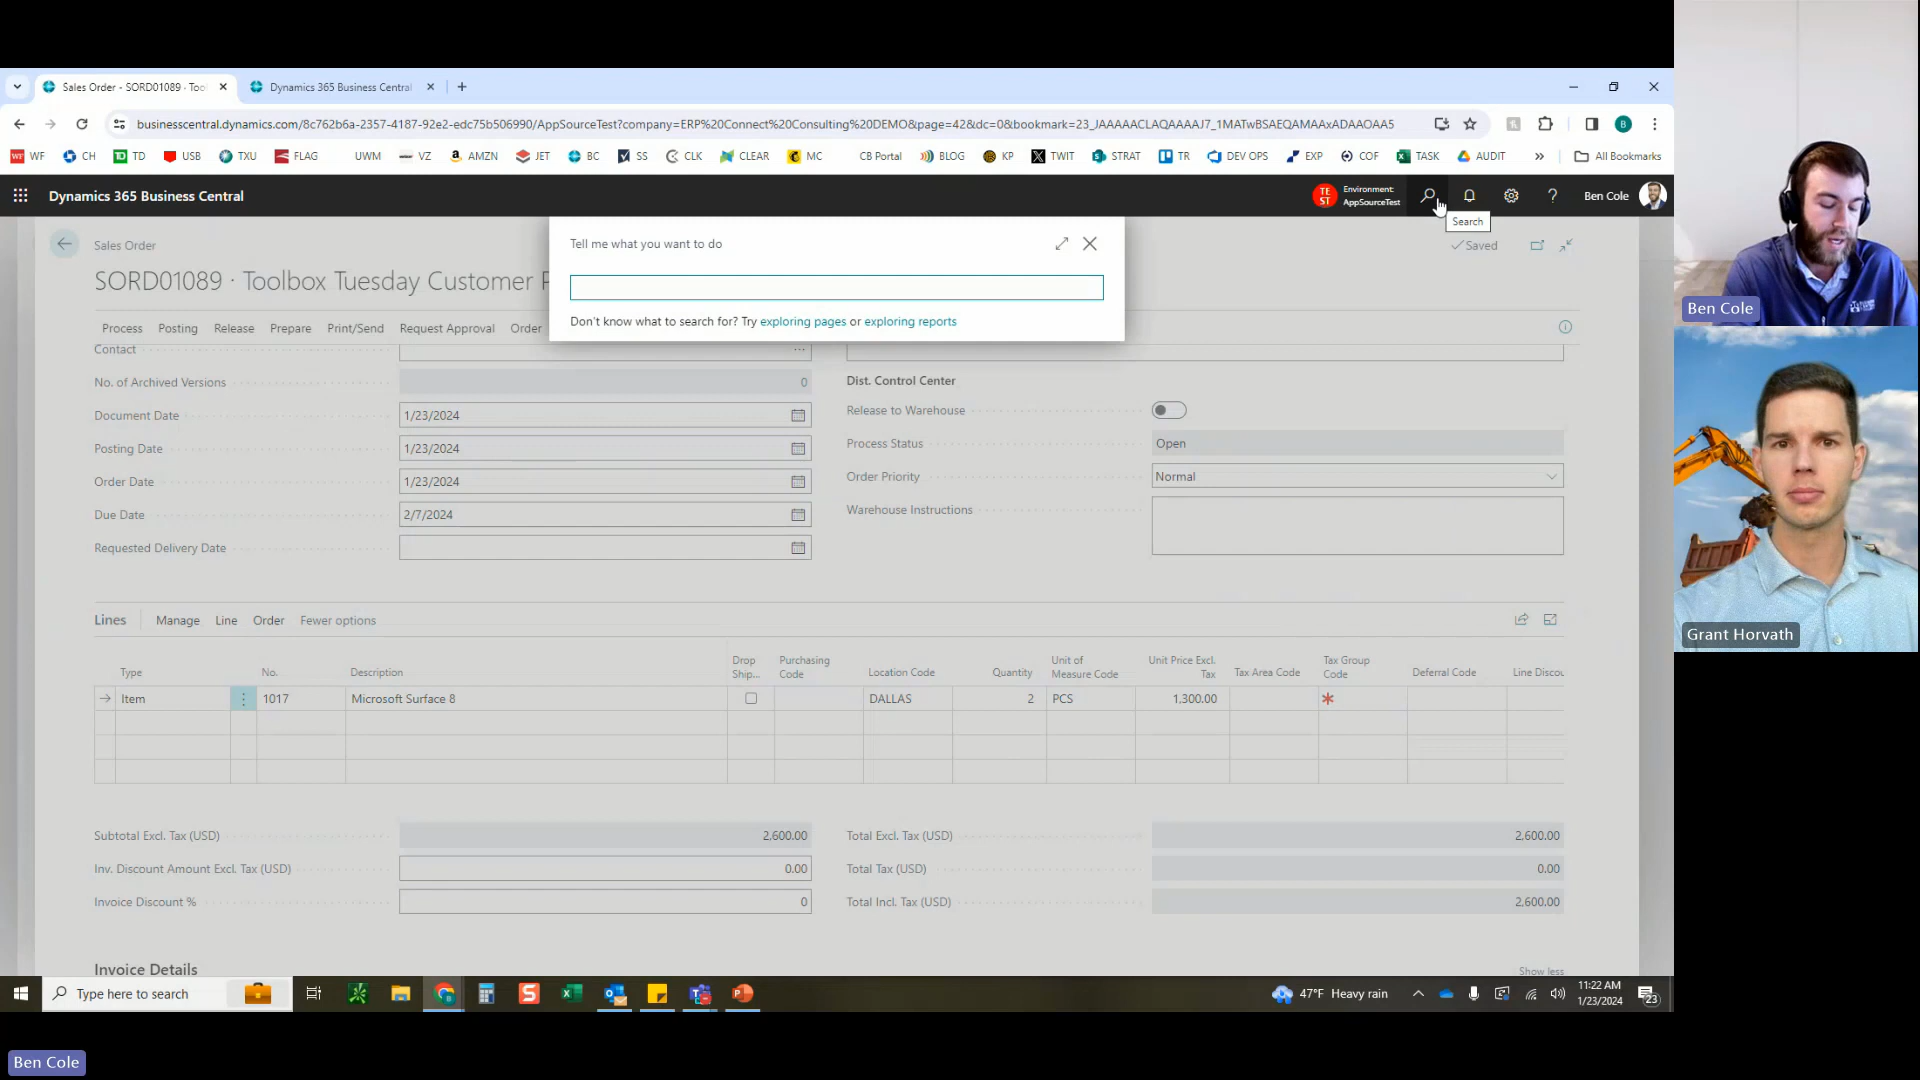 Sales Order - SORD01089 · Too
Dynamics 365 Business Central
businesscentral.dynamics.com/8c762b6a-2357-4187-92e2-edc75b506990/AppSourceTest?company=ERP%20Connect%20Consulting%20DEMO&page=42&dc=0&bookmark=23_JAAAAACLAQAAAAJ7_1MATwBSAEQAMAAxADAAOAA5
B
WF CH TD USB TXU FLAG UWM VZ AMZN JET BC SS CLK CLEAR MC CB Portal BLOG KP TWIT STRAT TR DEV OPS EXP COF TASK AUDIT » All Bookmarks
Dynamics 365 Business Central
TE
ST
Environment:
AppSourceTest
Ben Cole
Search
Sales Order
Saved
SORD01089 · Toolbox Tuesday Customer
Tell me what you want to do
Don't know what to search for? Try exploring pages or exploring reports
Process Posting Release Prepare Print/Send Request Approval Order
Contact
No. of Archived Versions 0
Document Date 1/23/2024
Posting Date 1/23/2024
Order Date 1/23/2024
Due Date 2/7/2024
Requested Delivery Date
Dist. Control Center
Release to Warehouse
Process Status Open
Order Priority Normal
Warehouse Instructions
Lines Manage Line Order Fewer options
Type No. Description Drop Ship... Purchasing Code Location Code Quantity Unit of Measure Code Unit Price Excl. Tax Tax Area Code Tax Group Code Deferral Code Line Discou
Item 1017 Microsoft Surface 8 DALLAS 2 PCS 1,300.00 *
Subtotal Excl. Tax (USD) 2,600.00
Inv. Discount Amount Excl. Tax (USD) 0.00
Invoice Discount % 0
Total Excl. Tax (USD) 2,600.00
Total Tax (USD) 0.00
Total Incl. Tax (USD) 2,600.00
Invoice Details
Show less
Type here to search
47°F Heavy rain
11:22 AM
1/23/2024
23
Ben Cole
Grant Horvath
Ben Cole